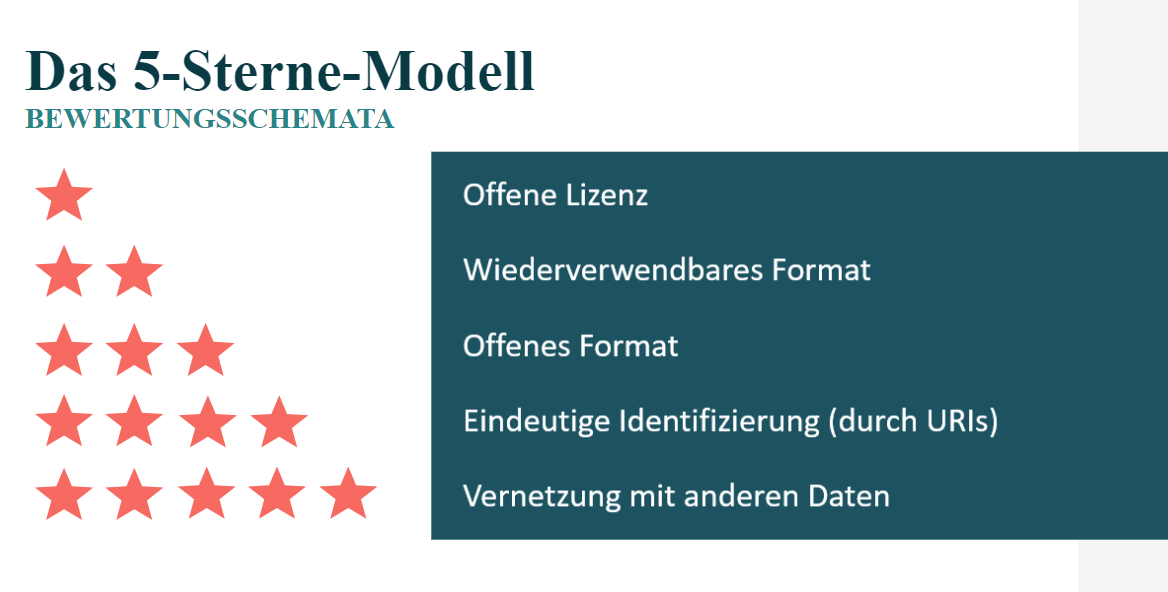 Das 5-Sterne-Modell
BEWERTUNGSSCHEMATA
Offene Lizenz
Wiederverwendbares Format
Offenes Format
Eindeutige Identifizierung (durch URIs)
Vernetzung mit anderen Daten